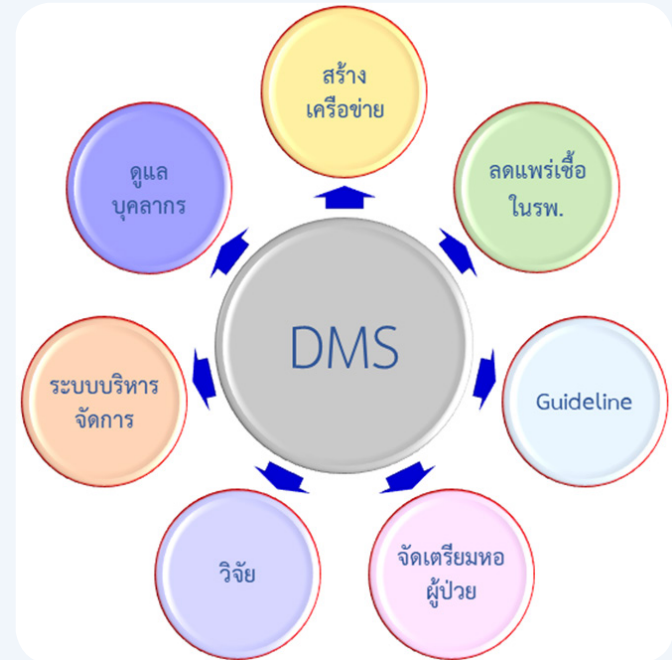 สร้าง
เครือข่าย
ลดแพร่เชื้อ
ในรพ.
Guideline
จัดเตรียมหอ
ผู้ป่วย
วิจัย
ระบบบริหาร
จัดการ
ดูแล
บุคลากร
DMS